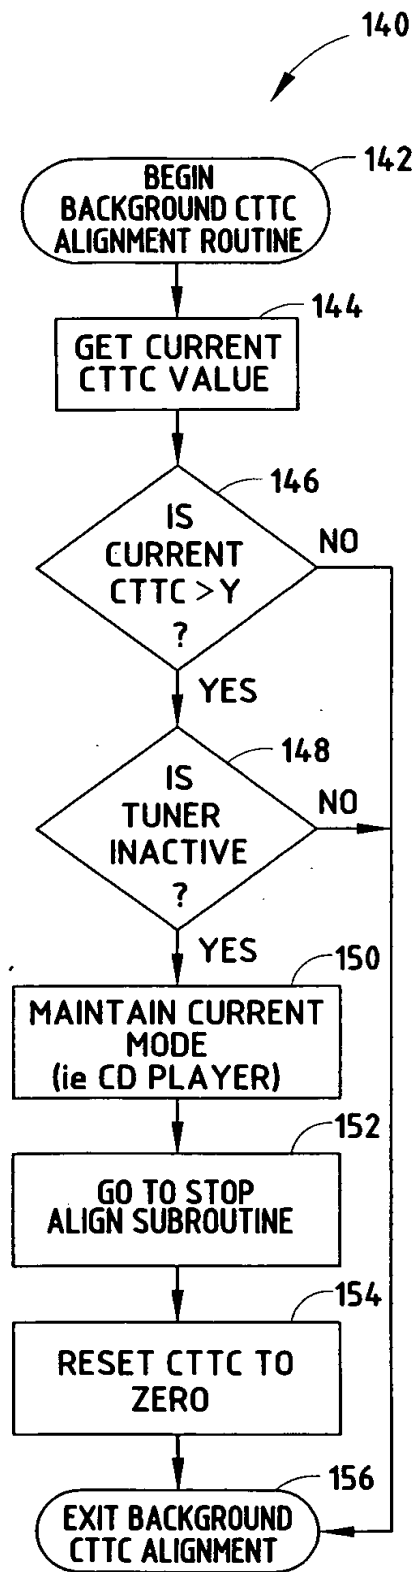 140
142
BEGIN
BACKGROUND CTTC
ALIGNMENT ROUTINE
144
GET CURRENT
CTTC VALUE
146
IS
CURRENT
CTTC > Y
?
NO
YES
148
IS
TUNER
INACTIVE
?
NO
YES
150
MAINTAIN CURRENT
MODE
(ie CD PLAYER)
152
GO TO STOP
ALIGN SUBROUTINE
154
RESET CTTC TO
ZERO
156
EXIT BACKGROUND
CTTC ALIGNMENT